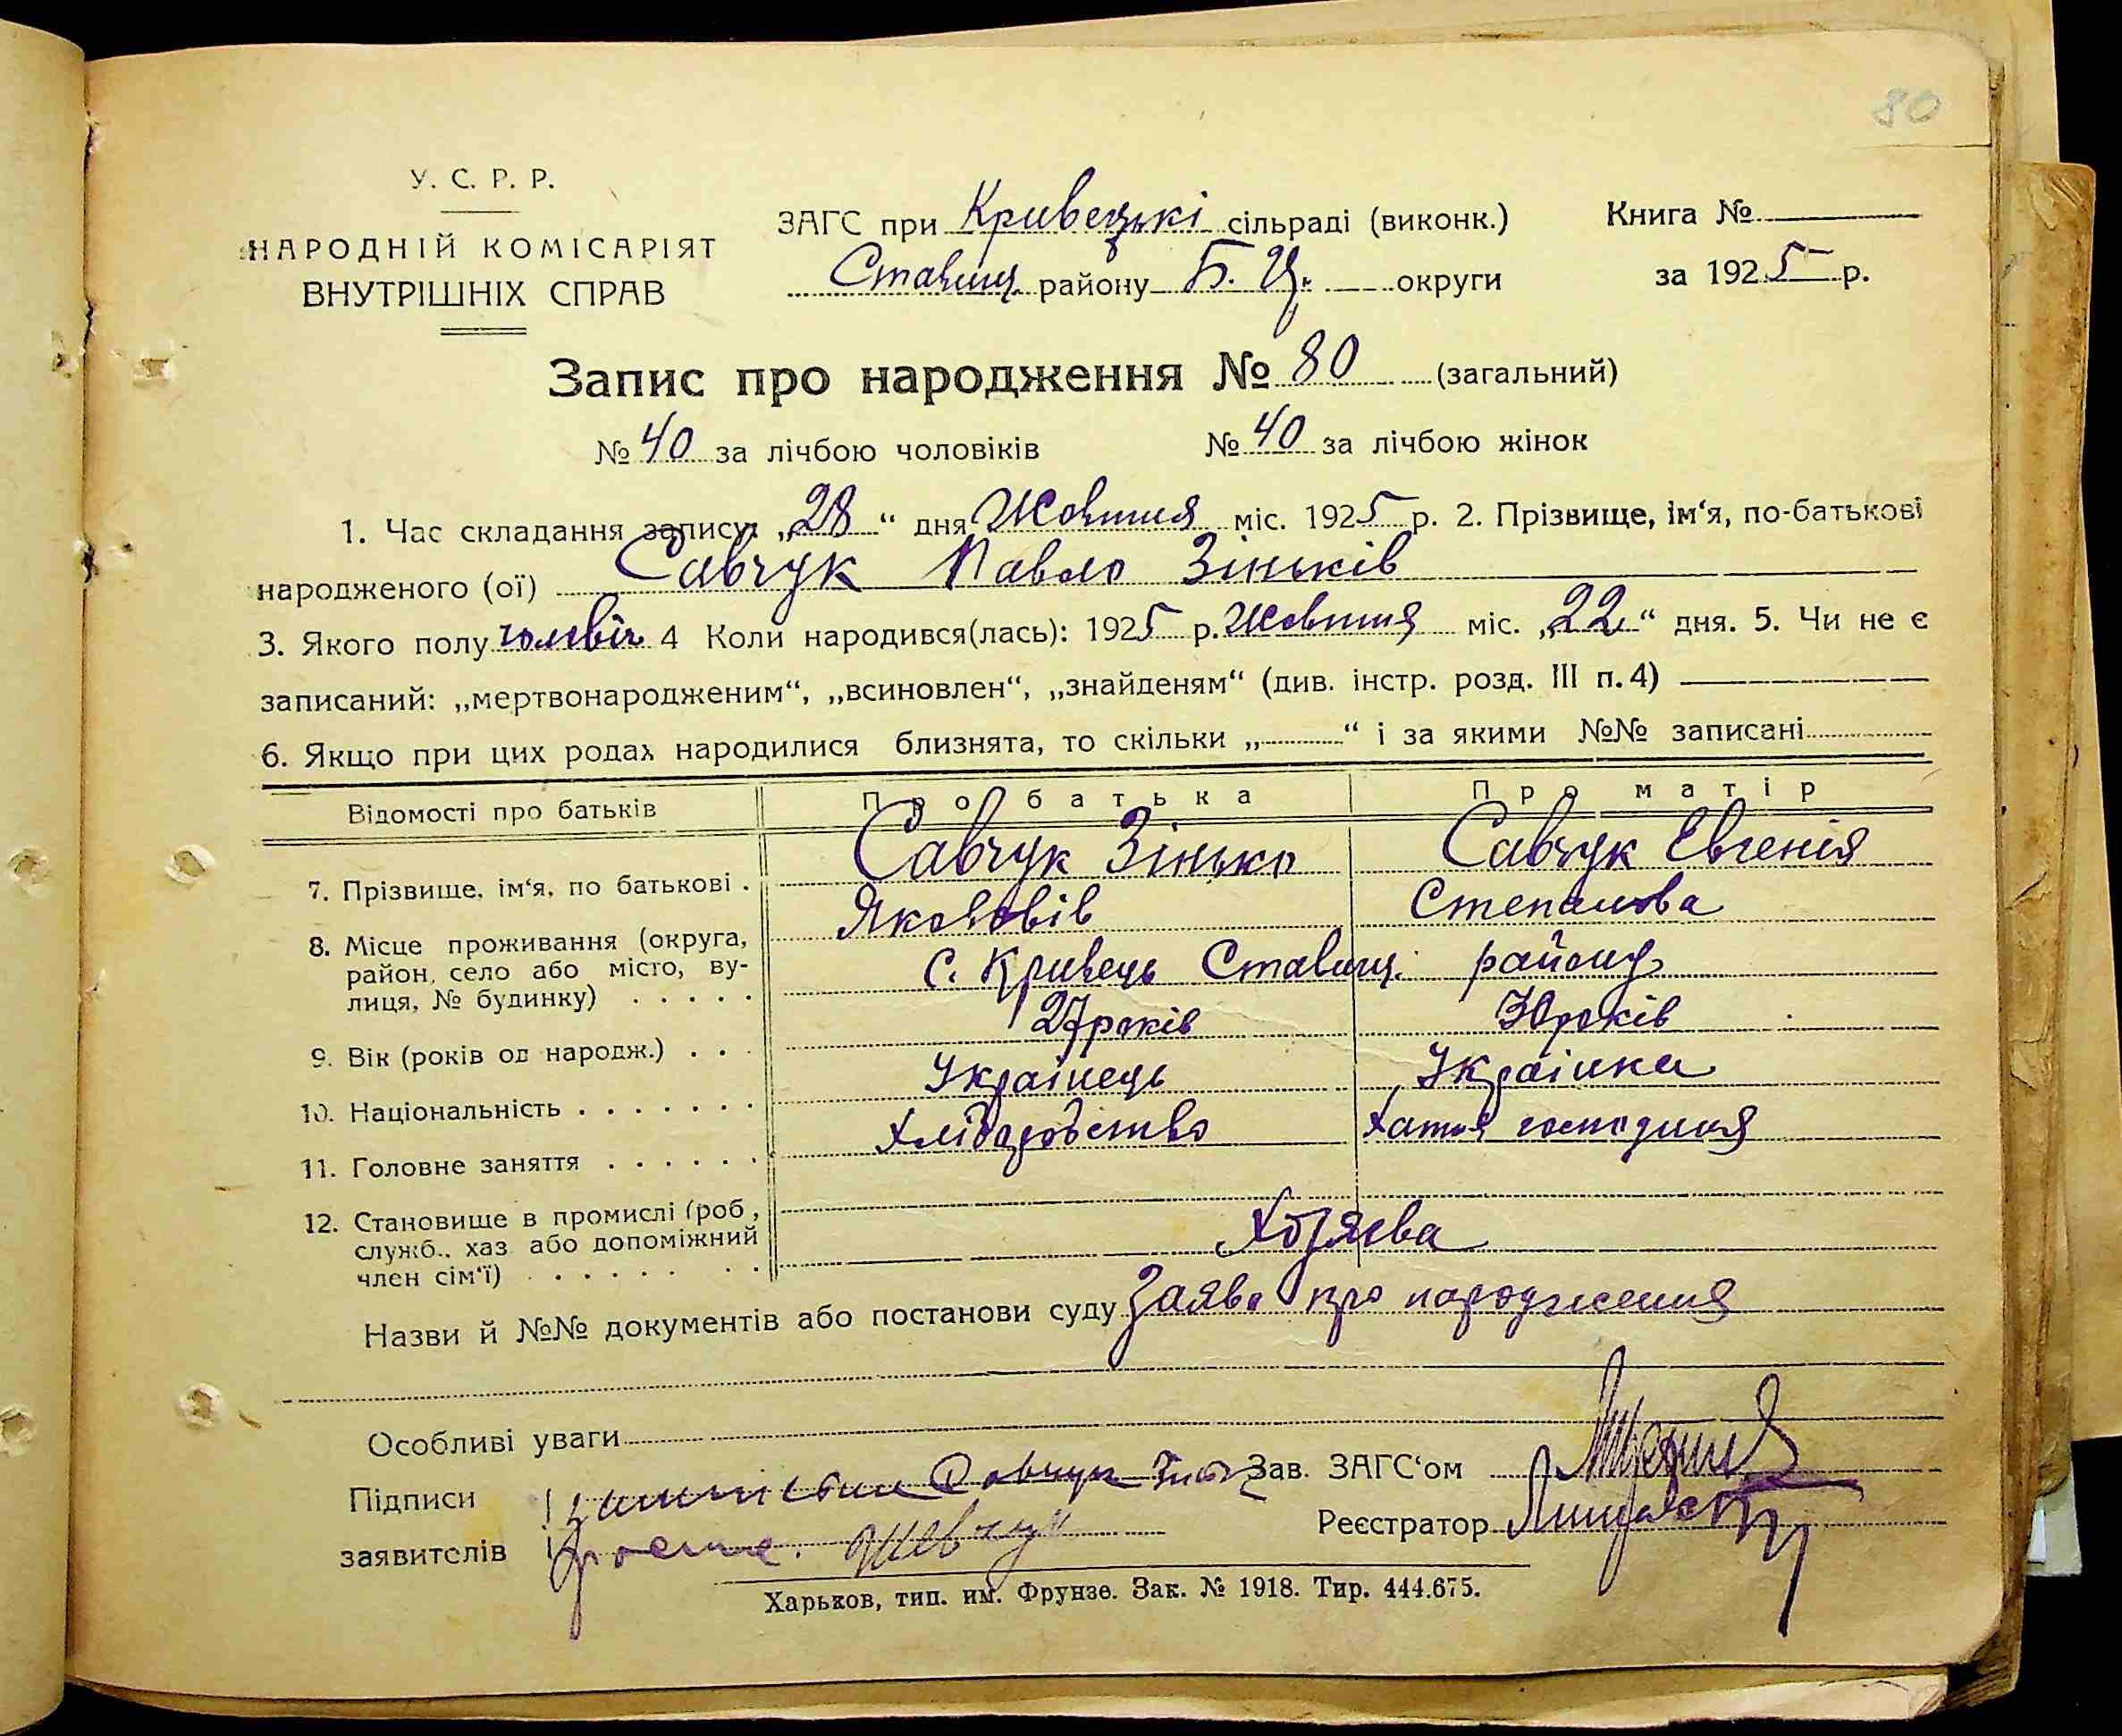 80
У. С. Р. Р.
НАРОДНІЙ КОМІСАРІЯТ
ВНУТРІШНІХ СПРАВ
ЗАГС при Кривецькі сільраді (виконк.)
Ставищ. району Б. Ц. округи
Книга №
за 1925 р.
Запис про народження № 80 (загальний)
№ 40 за лічбою чоловіків № 40 за лічбою жінок
1. Час складання запису: „28“ дня Жовтня міс. 1925 р. 2. Прізвище, ім‘я, по-батькові
народженого (ої) Савчук Павло Зіньків
3. Якого полу чоловіч 4 Коли народився(лась): 1925 р. Жовтня міс. „22“ дня. 5. Чи не є
записаний: „мертвонародженим“, „всиновлен“, „знайденям“ (див. інстр. розд. III п. 4)
6. Якщо при цих родах народилися близнята, то скільки „ “ і за якими №№ записані
Відомості про батьків Про батька Про матір
7. Прізвище, ім‘я, по батькові . Савчук Зінько Савчук Евгенія
Якововів Степанова
8. Місце проживання (округа,
район, село або місто, ву-
лиця, № будинку) . . . . . с. Кривець Ставищ. району
9. Вік (років од народж.) . . . 27 років 30 років
10. Національність . . . . . . . Українець Українка
11. Головне заняття . . . . . . Хліборобство Хатня господиня
12. Становище в промислі (роб.,
служб., хаз або допоміжний
член сім‘ї) . . . . . . . Хозяєва
Назви й №№ документів або постанови суду Заява про народження
Особливі уваги
Підписи Савчук Зав. ЗАГС‘ом
заявителів Шевчук Реєстратор
Харьков, тип. им. Фрунзе. Зак. № 1918. Тир. 444.675.